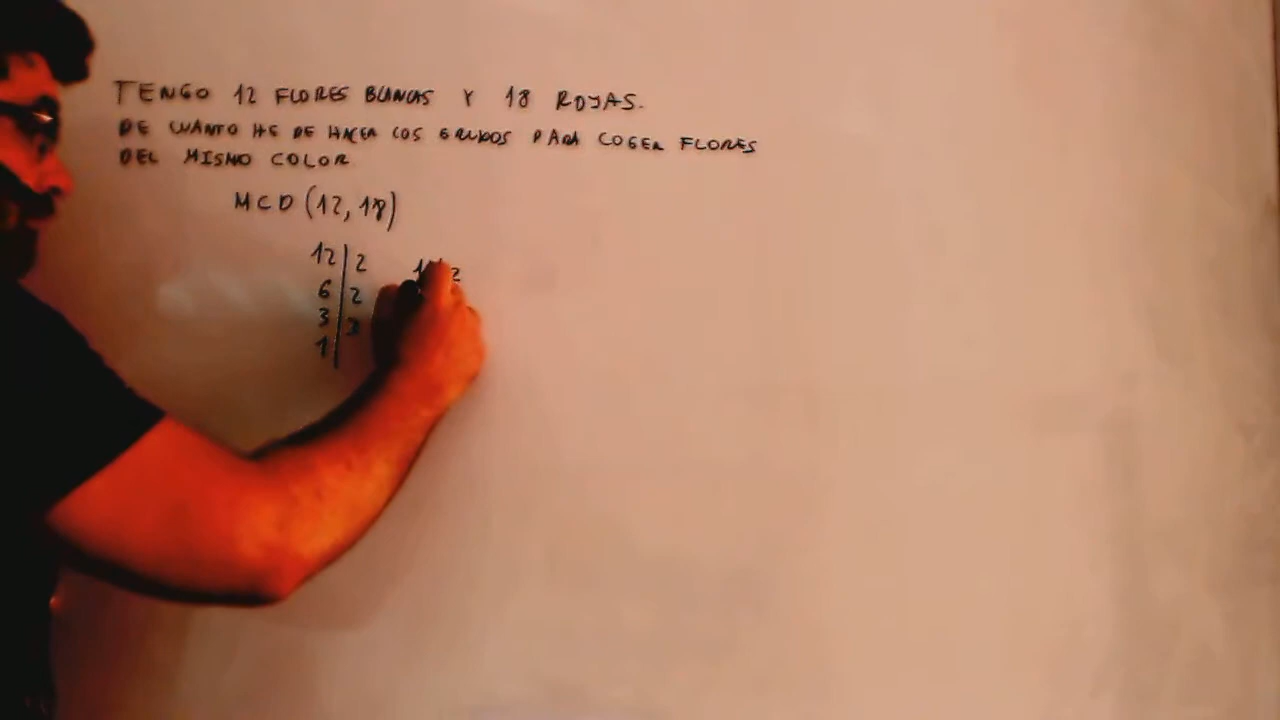 TENGO 12 FLORES BLANCAS Y 18 ROJAS.
DE CUANTO HE DE HACER LOS GRUPOS PARA COGER FLORES
DEL MISMO COLOR
MCD (12, 18)
12 | 2
6 | 2
3 | 3
1 |
2